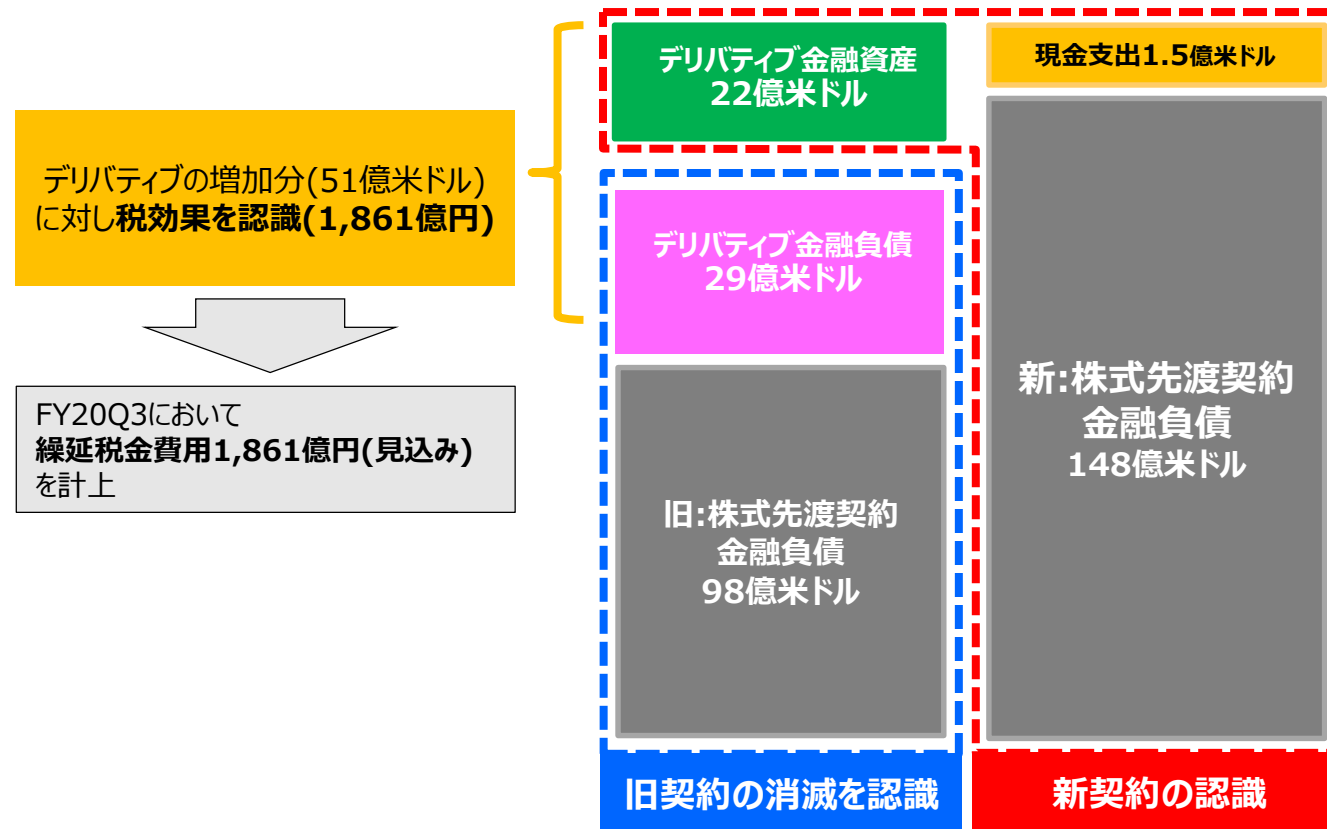 デリバティブの増加分(51億米ドル)
に対し税効果を認識(1,861億円)
FY20Q3において
繰延税金費用1,861億円(見込み)
を計上
デリバティブ金融資産
22億米ドル
デリバティブ金融負債
29億米ドル
旧:株式先渡契約
金融負債
98億米ドル
旧契約の消滅を認識
現金支出1.5億米ドル
新:株式先渡契約
金融負債
148億米ドル
新契約の認識